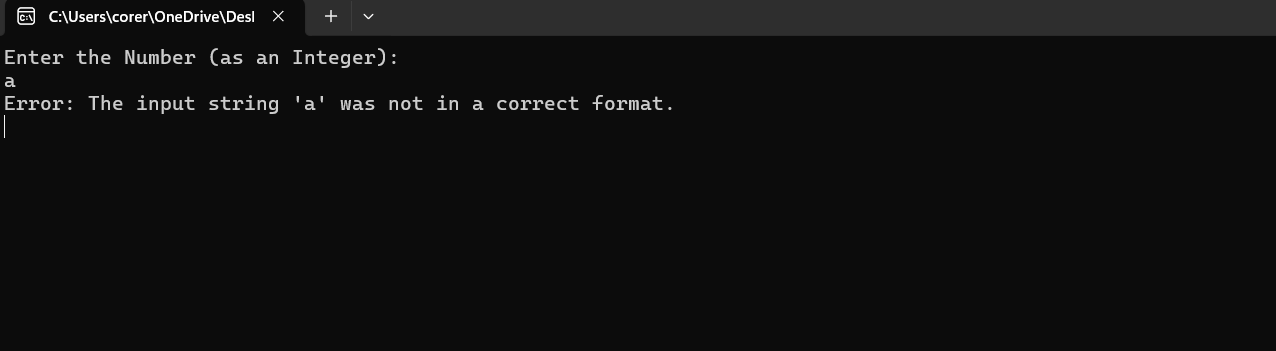 C:\Users\corer\OneDrive\Desl
Enter the Number (as an Integer):
a
Error: The input string 'a' was not in a correct format.